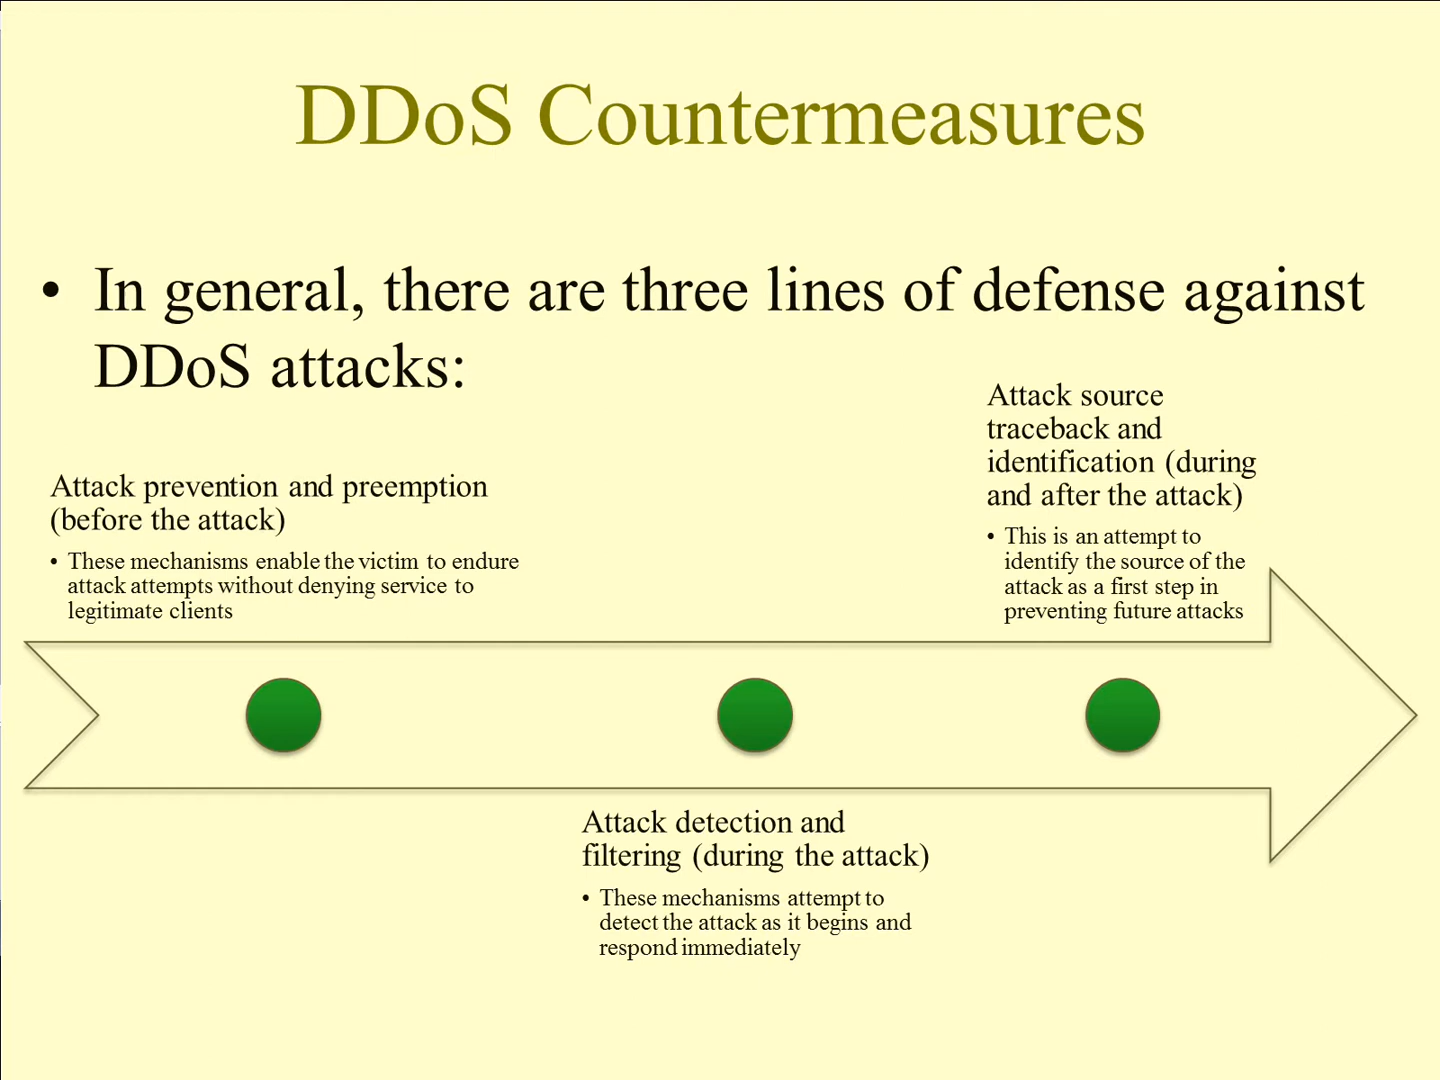 DDoS Countermeasures
• In general, there are three lines of defense against
DDoS attacks:
Attack prevention and preemption
(before the attack)
• These mechanisms enable the victim to endure
attack attempts without denying service to
legitimate clients
Attack detection and
filtering (during the attack)
• These mechanisms attempt to
detect the attack as it begins and
respond immediately
Attack source
traceback and
identification (during
and after the attack)
• This is an attempt to
identify the source of the
attack as a first step in
preventing future attacks